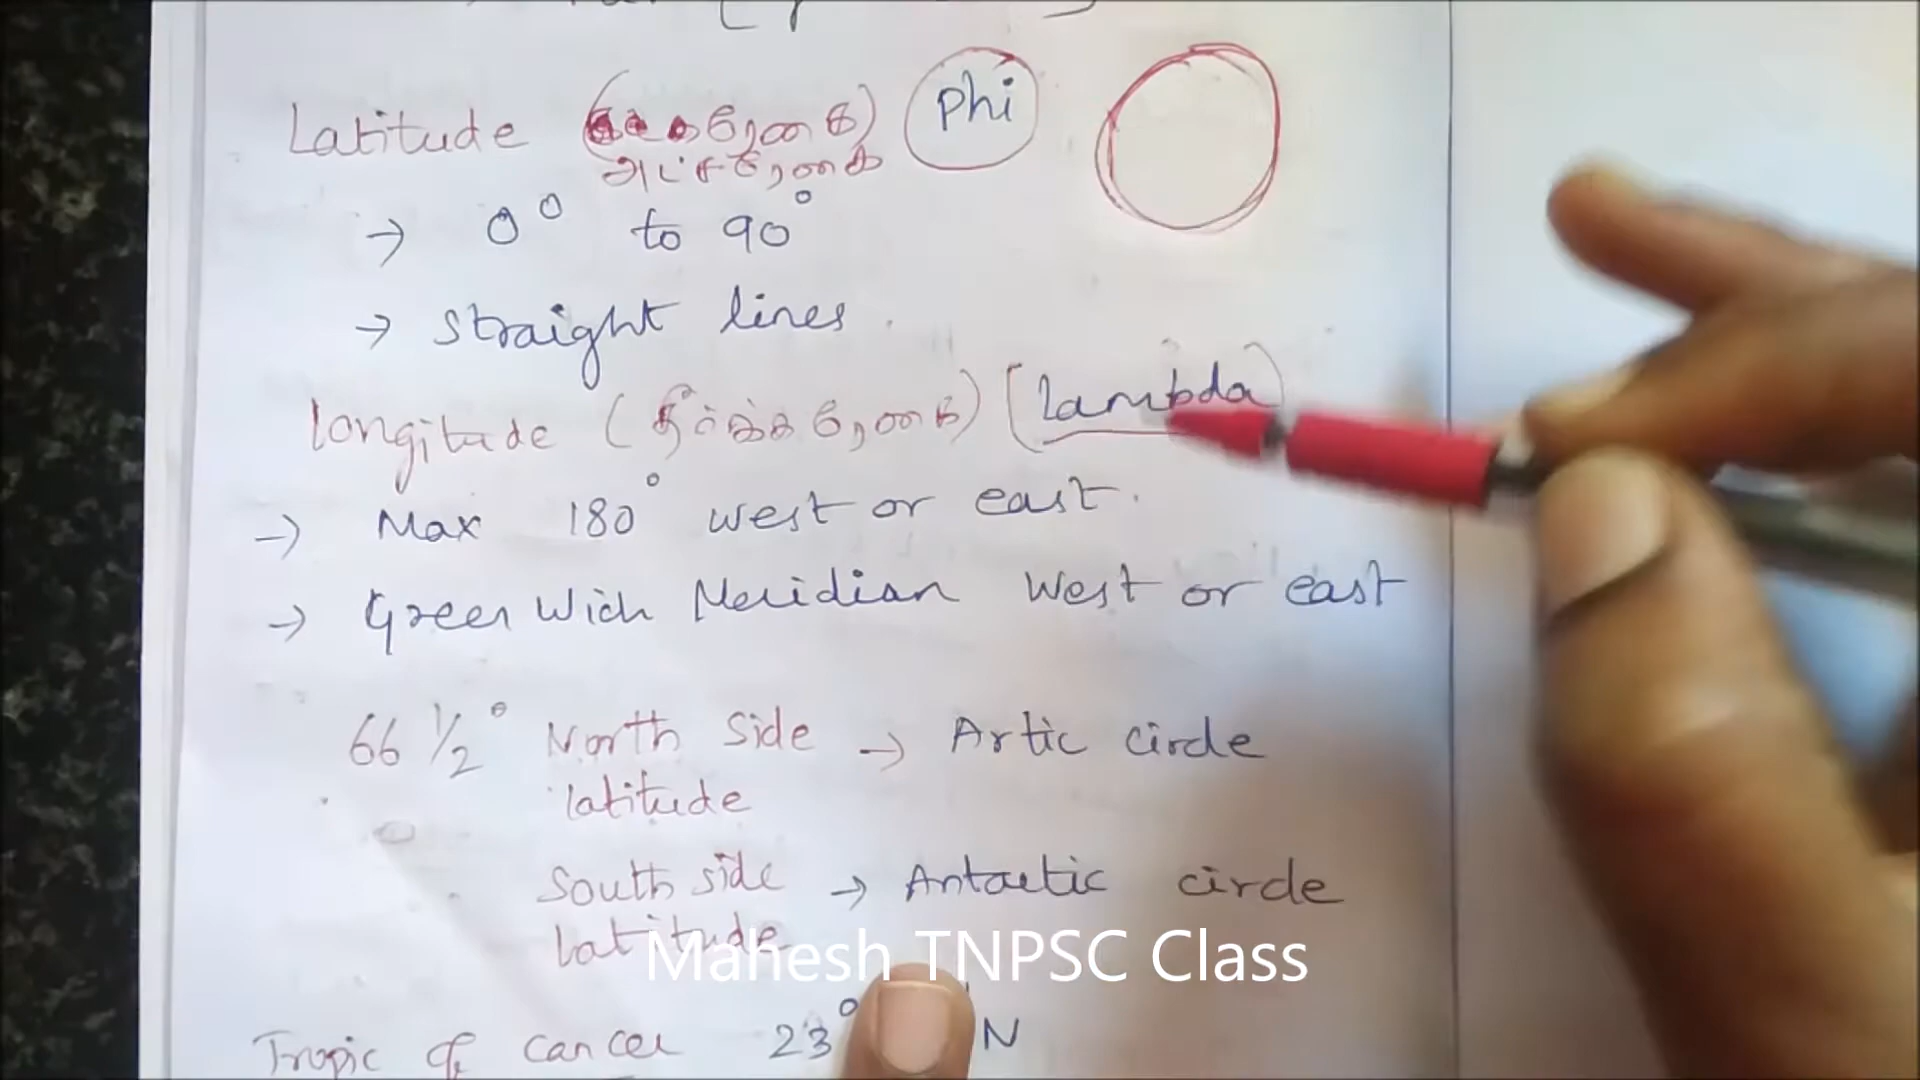 Latitude (ரேகை) Phi
அட்சரேகை
→ 0° to 90°
→ straight lines.
longitude (தீர்க்கரேகை) (Lambda)
→ Max 180° west or east.
→ Green Wich Meridian West or east
66 1/2° North Side → Artic circle
latitude
South side → Antartic circle
latitude
Mahesh TNPSC Class
Tropic of cancer 23° N